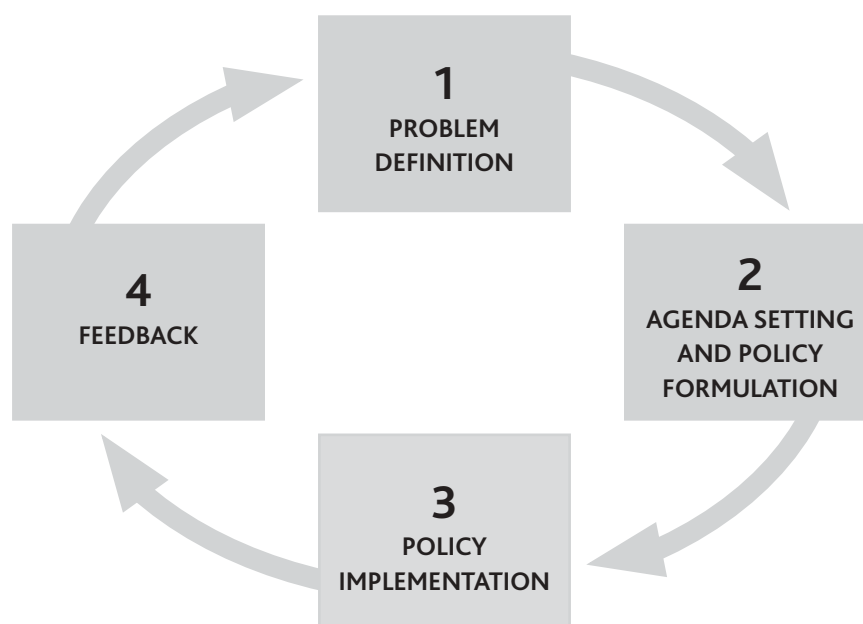 1
PROBLEM
DEFINITION
2
AGENDA SETTING
AND POLICY
FORMULATION
3
POLICY
IMPLEMENTATION
4
FEEDBACK